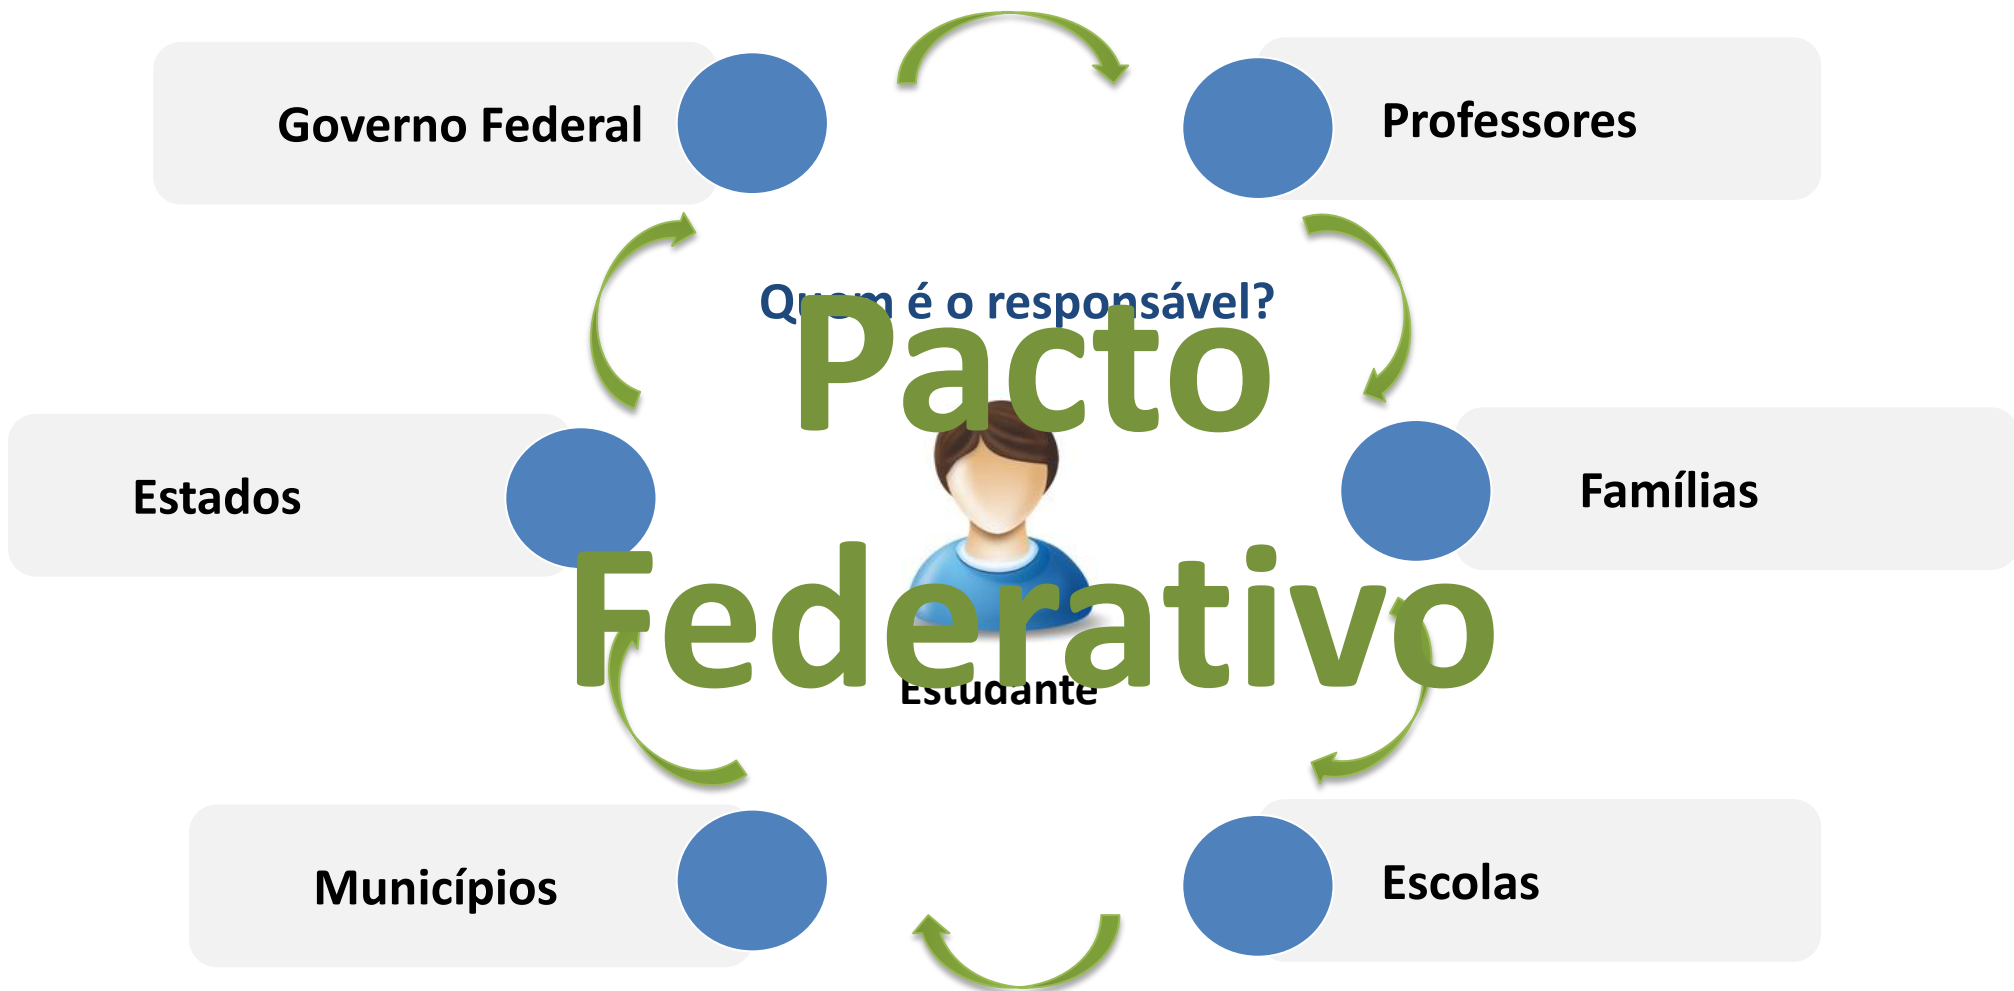 Governo Federal
Professores
Quem é o responsável?
Pacto
Estados
Famílias
Federativo
Estudante
Municípios
Escolas